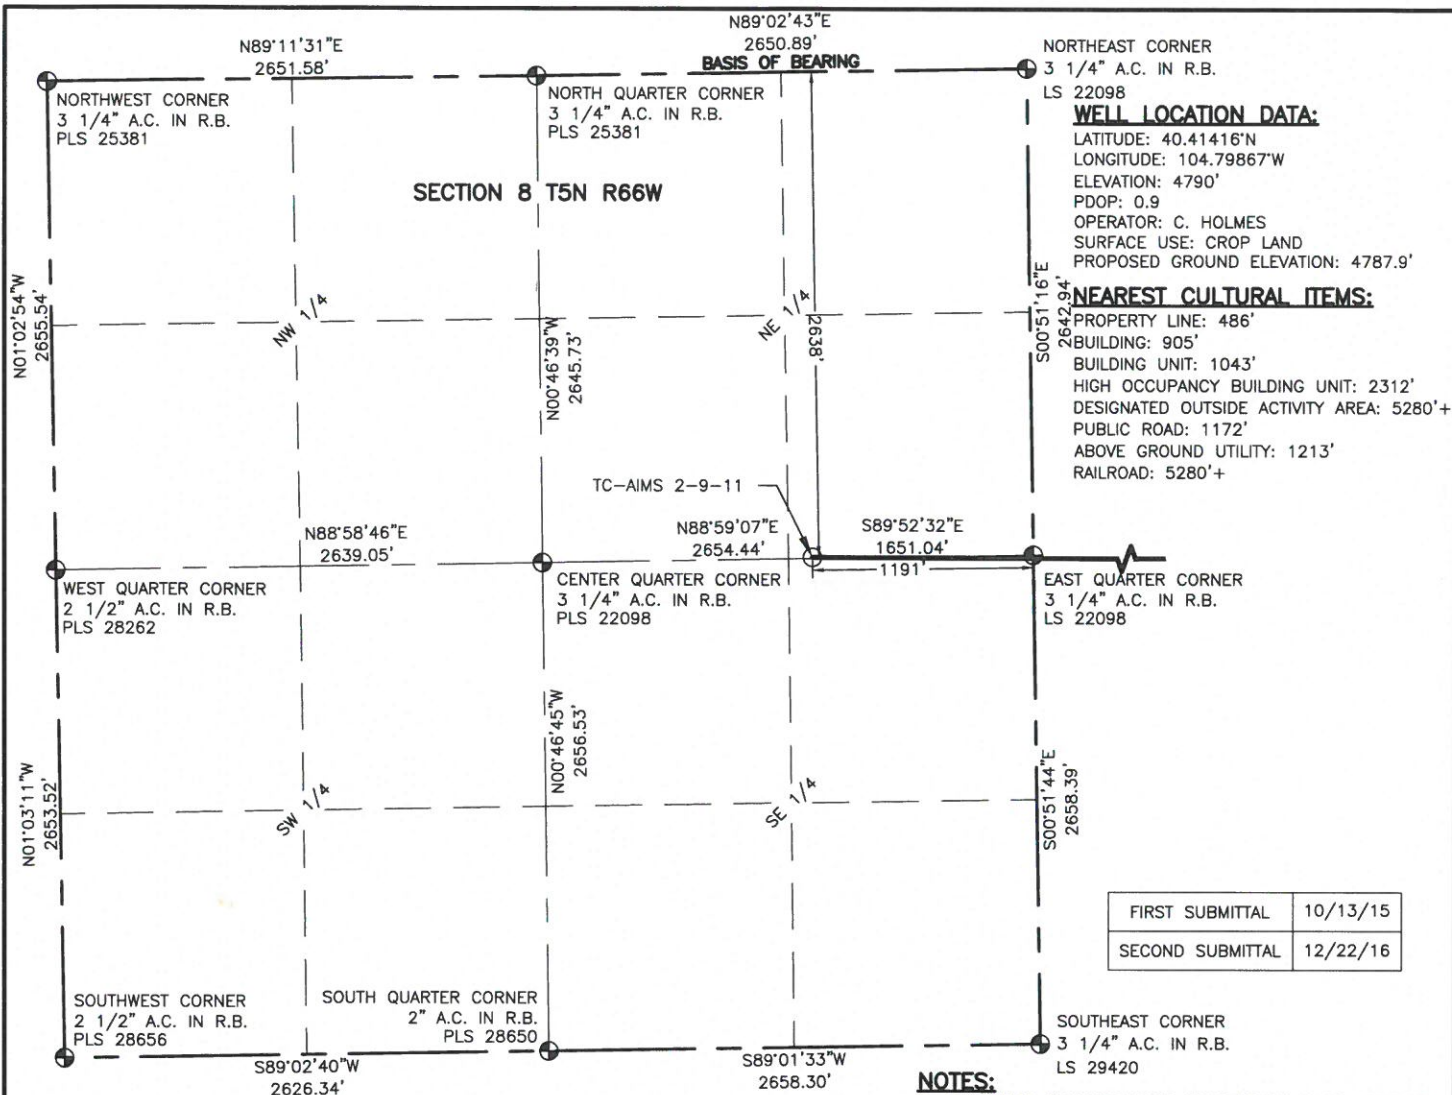 N89°02'43"E
2650.89'
BASIS OF BEARING
N89°11'31"E
2651.58'
NORTHEAST CORNER
3 1/4" A.C. IN R.B.
LS 22098
NORTHWEST CORNER
3 1/4" A.C. IN R.B.
PLS 25381
NORTH QUARTER CORNER
3 1/4" A.C. IN R.B.
PLS 25381
SECTION 8 T5N R66W
WELL LOCATION DATA:
LATITUDE: 40.41416°N
LONGITUDE: 104.79867°W
ELEVATION: 4790'
PDOP: 0.9
OPERATOR: C. HOLMES
SURFACE USE: CROP LAND
PROPOSED GROUND ELEVATION: 4787.9'
NEAREST CULTURAL ITEMS:
PROPERTY LINE: 486'
BUILDING: 905'
BUILDING UNIT: 1043'
HIGH OCCUPANCY BUILDING UNIT: 2312'
DESIGNATED OUTSIDE ACTIVITY AREA: 5280'+
PUBLIC ROAD: 1172'
ABOVE GROUND UTILITY: 1213'
RAILROAD: 5280'+
N01°02'54"W
2655.54'
NW 1/4
N00°46'39"W
2645.73'
NE 1/4
2638'
S00°51'16"E
2642.94'
TC-AIMS 2-9-11
N88°58'46"E
2639.05'
N88°59'07"E
2654.44'
S89°52'32"E
1651.04'
1191'
WEST QUARTER CORNER
2 1/2" A.C. IN R.B.
PLS 28262
CENTER QUARTER CORNER
3 1/4" A.C. IN R.B.
PLS 22098
EAST QUARTER CORNER
3 1/4" A.C. IN R.B.
LS 22098
N01°03'11"W
2653.52'
SW 1/4
N00°46'45"W
2656.53'
SE 1/4
S00°51'44"E
2658.39'
FIRST SUBMITTAL 10/13/15
SECOND SUBMITTAL 12/22/16
SOUTHWEST CORNER
2 1/2" A.C. IN R.B.
PLS 28656
SOUTH QUARTER CORNER
2" A.C. IN R.B.
PLS 28650
SOUTHEAST CORNER
3 1/4" A.C. IN R.B.
LS 29420
S89°02'40"W
2626.34'
S89°01'33"W
2658.30'
NOTES: